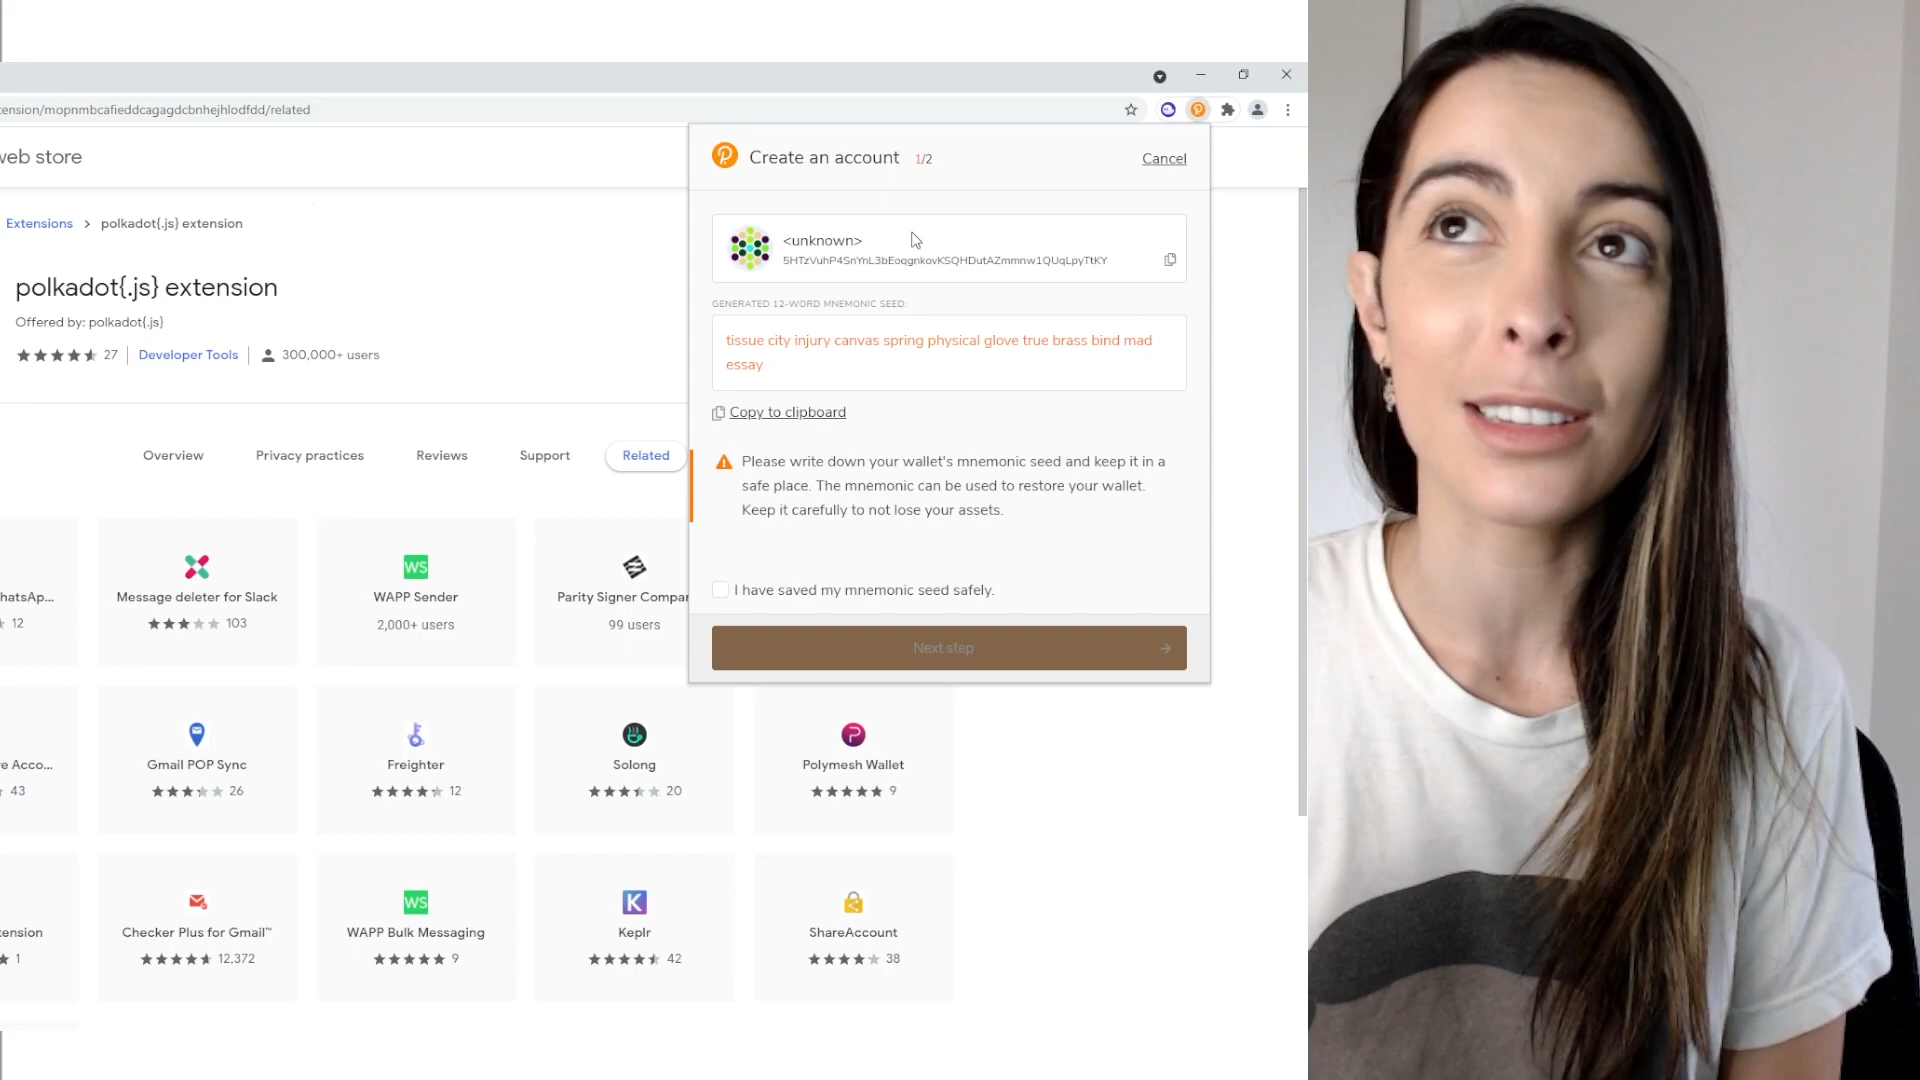 ension/mopnmbcafieddcagagdcbnhejhlodfdd/related
web store
Create an account 1/2
Cancel
Extensions > polkadot{.js} extension
<unknown>
5HTzVuhP4SnYnL3bEoqgnkovKSQHDutAZmmnw1QUqLpyTtKY
polkadot{.js} extension
GENERATED 12-WORD MNEMONIC SEED:
Offered by: polkadot{.js}
tissue city injury canvas spring physical glove true brass bind mad
essay
27 Developer Tools 300,000+ users
Copy to clipboard
Overview Privacy practices Reviews Support Related
Please write down your wallet's mnemonic seed and keep it in a
safe place. The mnemonic can be used to restore your wallet.
Keep it carefully to not lose your assets.
I have saved my mnemonic seed safely.
Next step
hatsAp...
12
WS
Message deleter for Slack
103
WAPP Sender
2,000+ users
Parity Signer Compar
99 users
e Acco...
43
Gmail POP Sync
26
Freighter
12
Solong
20
Polymesh Wallet
9
ension
1
Checker Plus for Gmail™
12,372
WS
WAPP Bulk Messaging
9
K
Keplr
42
ShareAccount
38